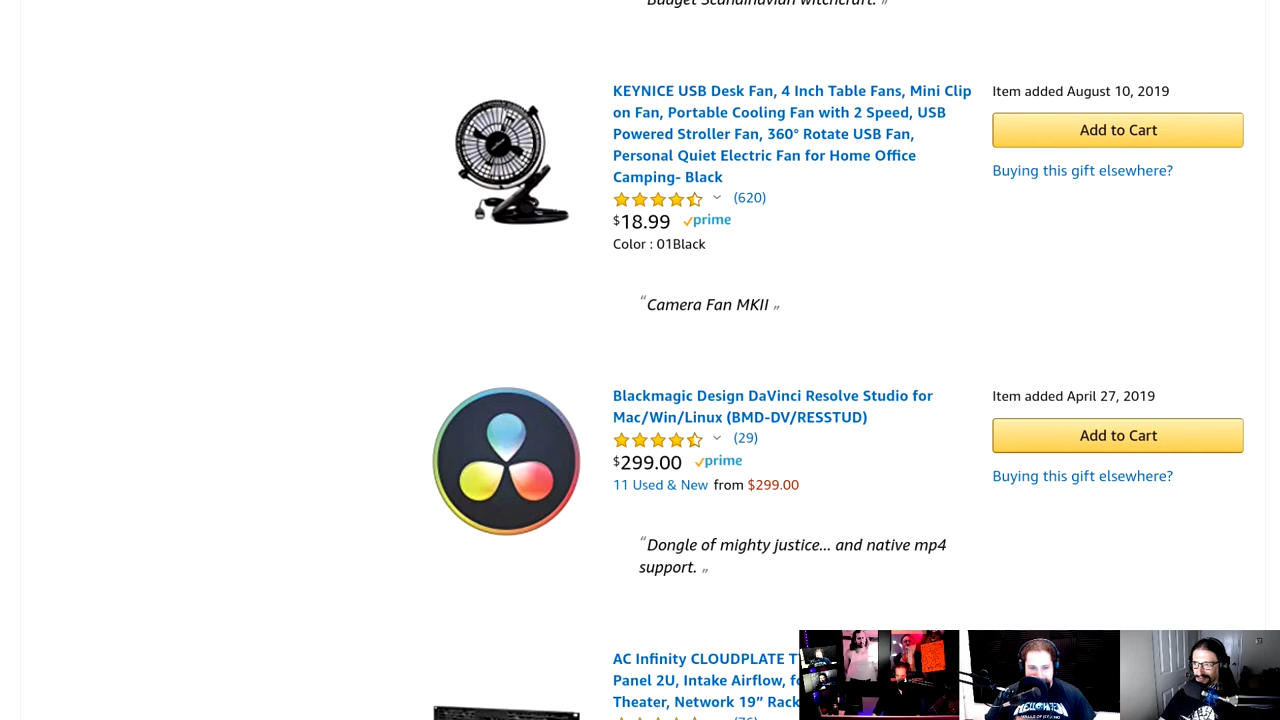 Budget Scandinavian witchcraft. „
KEYNICE USB Desk Fan, 4 Inch Table Fans, Mini Clip
on Fan, Portable Cooling Fan with 2 Speed, USB
Powered Stroller Fan, 360° Rotate USB Fan,
Personal Quiet Electric Fan for Home Office
Camping- Black
(620)
$18.99 prime
Color : 01Black
“Camera Fan MKII „
Item added August 10, 2019
Add to Cart
Buying this gift elsewhere?
Blackmagic Design DaVinci Resolve Studio for
Mac/Win/Linux (BMD-DV/RESSTUD)
(29)
$299.00 prime
11 Used & New from $299.00
“Dongle of mighty justice... and native mp4
support. „
Item added April 27, 2019
Add to Cart
Buying this gift elsewhere?
AC Infinity CLOUDPLATE T
Panel 2U, Intake Airflow, fo
Theater, Network 19” Rack
(76)